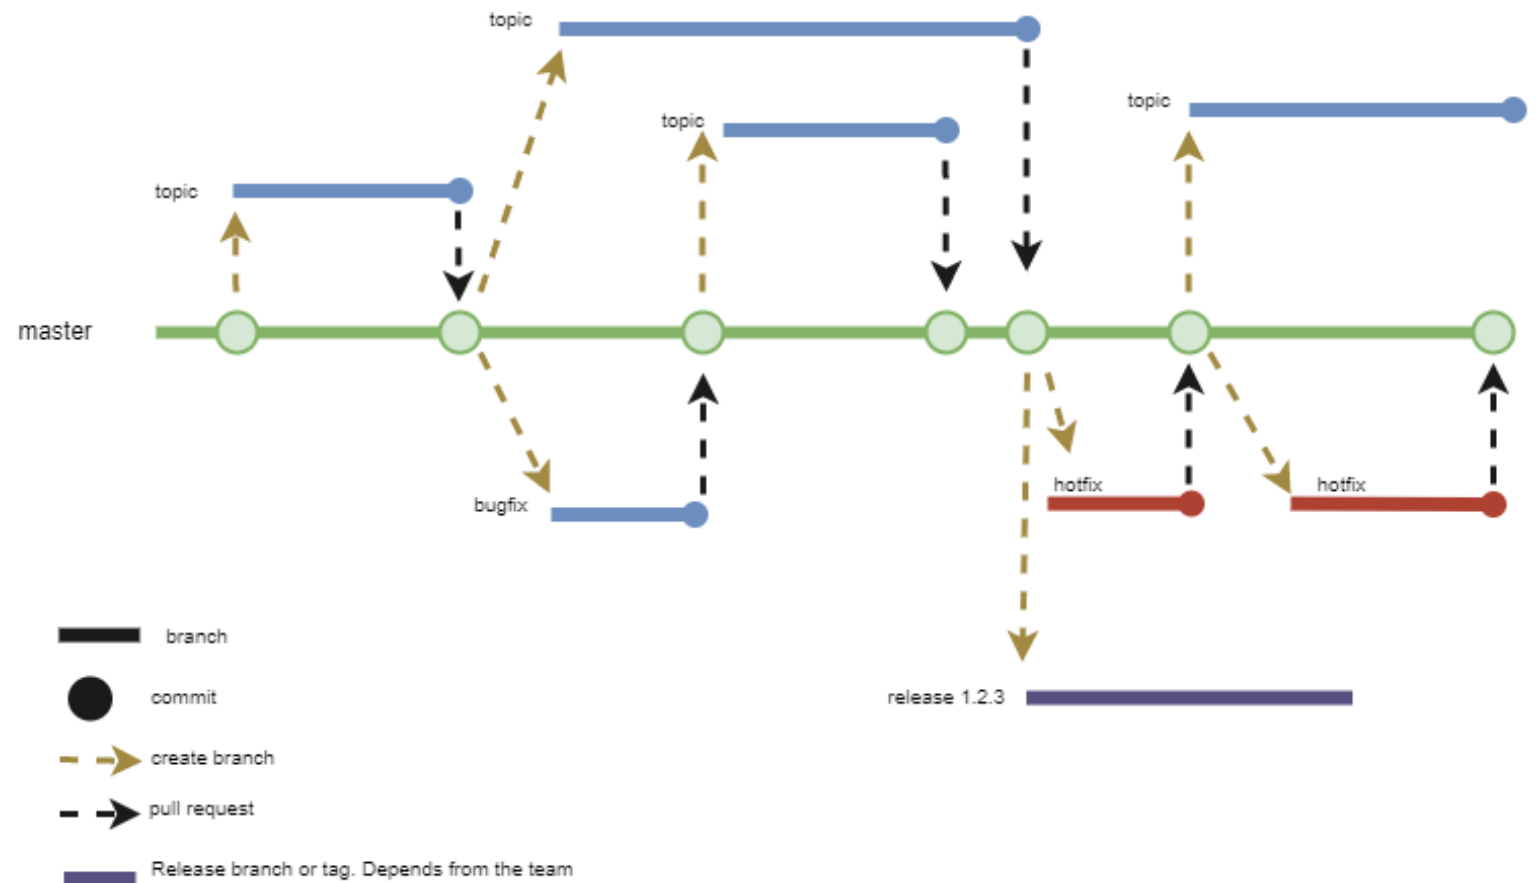 topic
topic
topic
topic
master
bugfix
hotfix
hotfix
branch
commit
release 1.2.3
create branch
pull request
Release branch or tag. Depends from the team